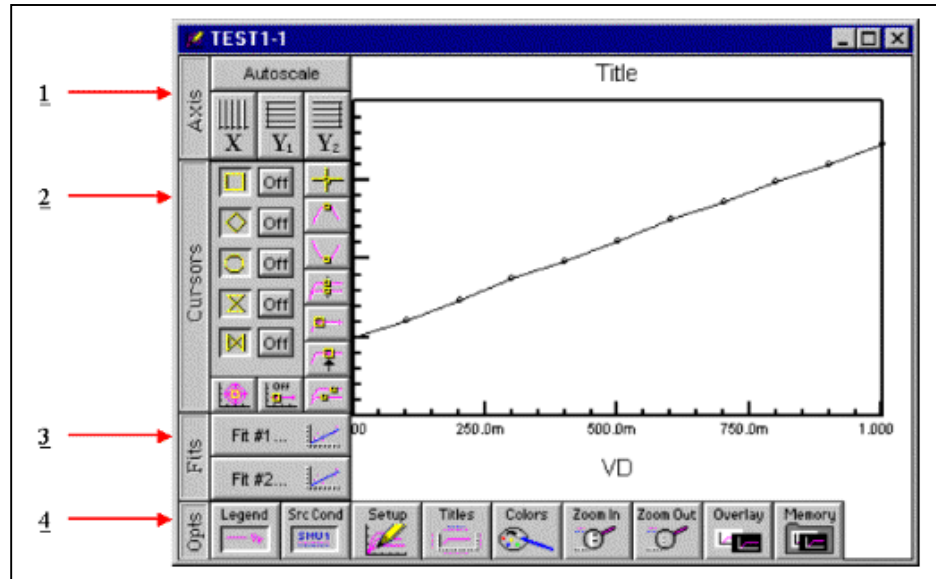 TEST1-1
1
Axis
Autoscale
X Y₁ Y₂
Title
2
Cursors
Off
Off
Off
Off
Off
Off
3
Fits
Fit #1...
Fit #2...
00 250.0m 500.0m 750.0m 1.000
VD
4
Opts
Legend Src Cond Setup Titles Colors Zoom In Zoom Out Overlay Memory
SMU1